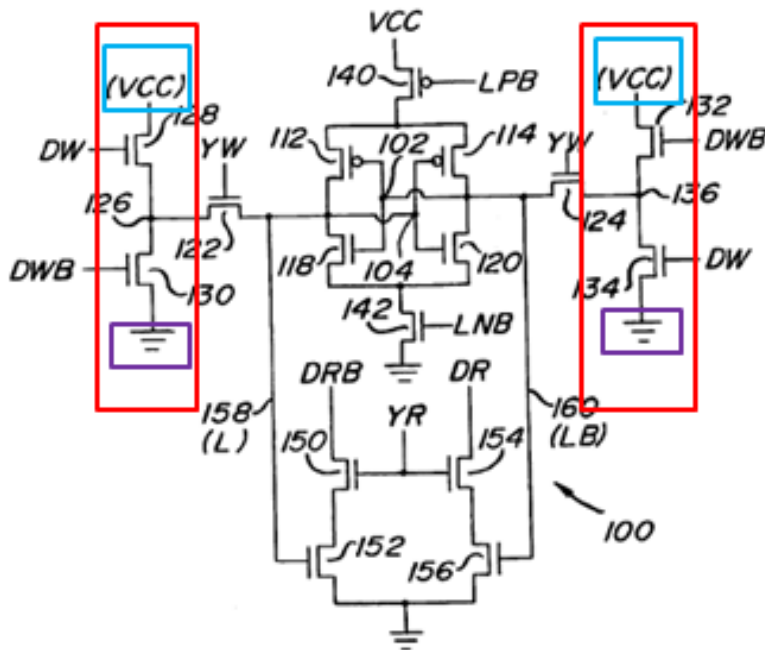 VCC
(VCC) (VCC)
140 LPB
128 132
112 102 114
DW YW YW DWB
126 136
122 124
118 104 120
DWB DW
130 134
142 LNB
DRB DR
158 160
(L) YR (LB)
150 154
100
152 156